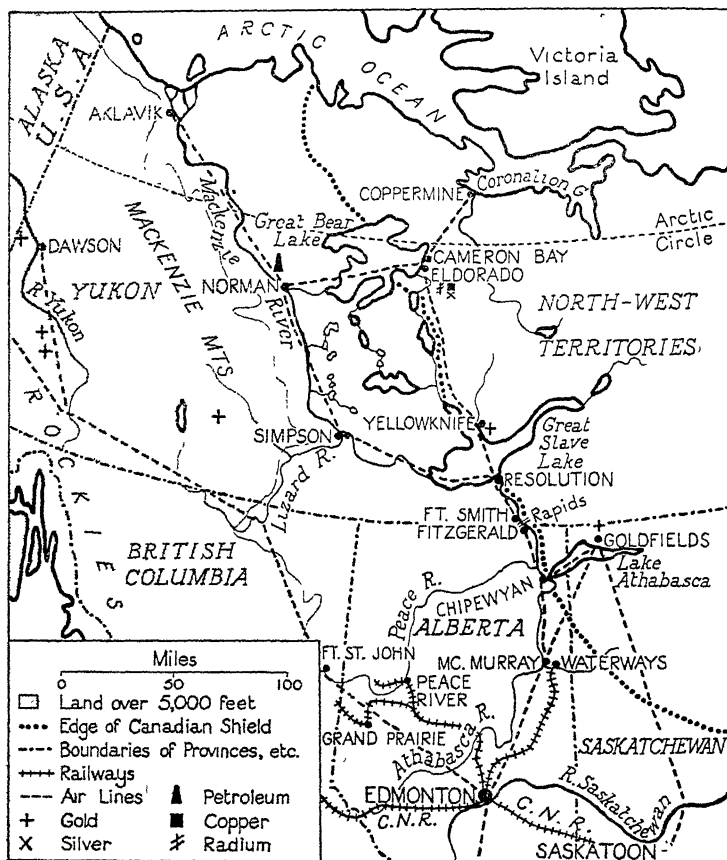 ARCTIC OCEAN
Victoria
Island
ALASKA
U.S.A
AKLAVIK
COPPERMINE
Coronation G.
Mackenzie
River
Great Bear
Lake
Arctic
Circle
DAWSON
MACKENZIE MTS
CAMERON BAY
ELDORADO
YUKON
NORMAN
R. Yukon
NORTH-WEST
TERRITORIES
ROCKIES
YELLOWKNIFE
SIMPSON
Great
Slave
Lake
RESOLUTION
Lizard R.
FT. SMITH
Rapids
FITZGERALD
GOLDFIELDS
BRITISH
COLUMBIA
Lake
Athabasca
Peace R.
CHIPEWYAN
ALBERTA
FT. ST. JOHN
MC. MURRAY
WATERWAYS
PEACE
RIVER
GRAND PRAIRIE
Athabasca R.
SASKATCHEWAN
EDMONTON
R. Saskatchewan
C.N.R.
C.N.R.
SASKATOON
Miles
0 50 100
Land over 5,000 feet
Edge of Canadian Shield
Boundaries of Provinces, etc.
Railways
Air Lines
Petroleum
Gold
Copper
Silver
Radium